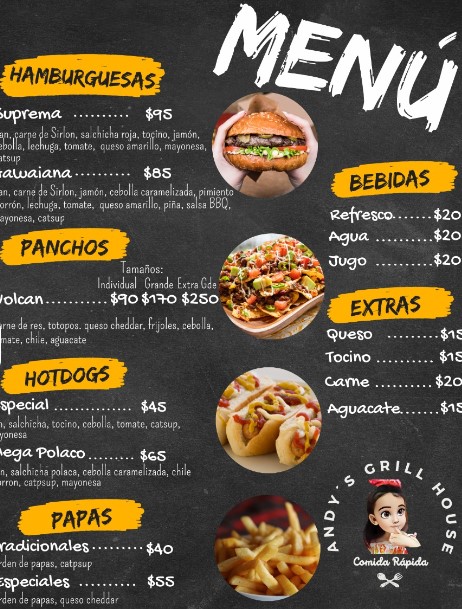 MENÚ
HAMBURGUESAS
Suprema .......... $95
an, carne de Sirlon, salchicha roja, tocino, jamón,
ebolla, lechuga, tomate, queso amarillo, mayonesa,
atsup
awaiana .......... $85
an, carne de Sirlon, jamón, cebolla caramelizada, pimiento
orrón, lechuga, tomate, queso amarillo, piña, salsa BBQ,
ayonesa, catsup
PANCHOS
Tamaños:
Individual Grande Extra Gde
Volcan ............ $90 $170 $250
rne de res, totopos. queso cheddar, frijoles, cebolla,
mate, chile, aguacate
HOTDOGS
special ............ $45
n, salchicha, tocino, cebolla, tomate, catsup,
yonesa
ega Polaco ........ $65
n, salchicha polaca, cebolla caramelizada, chile
orron, catpsup, mayonesa
PAPAS
radicionales ........ $40
rden de papas, catpsup
Especiales ......... $55
rden de papas, queso cheddar
BEBIDAS
Refresco....... $20
Agua ........... $20
Jugo ........... $20
EXTRAS
Queso .......... $15
Tocino ......... $15
Carne .......... $20
Aguacate....... $15
ANDY'S GRILL HOUSE
Comida Rápida